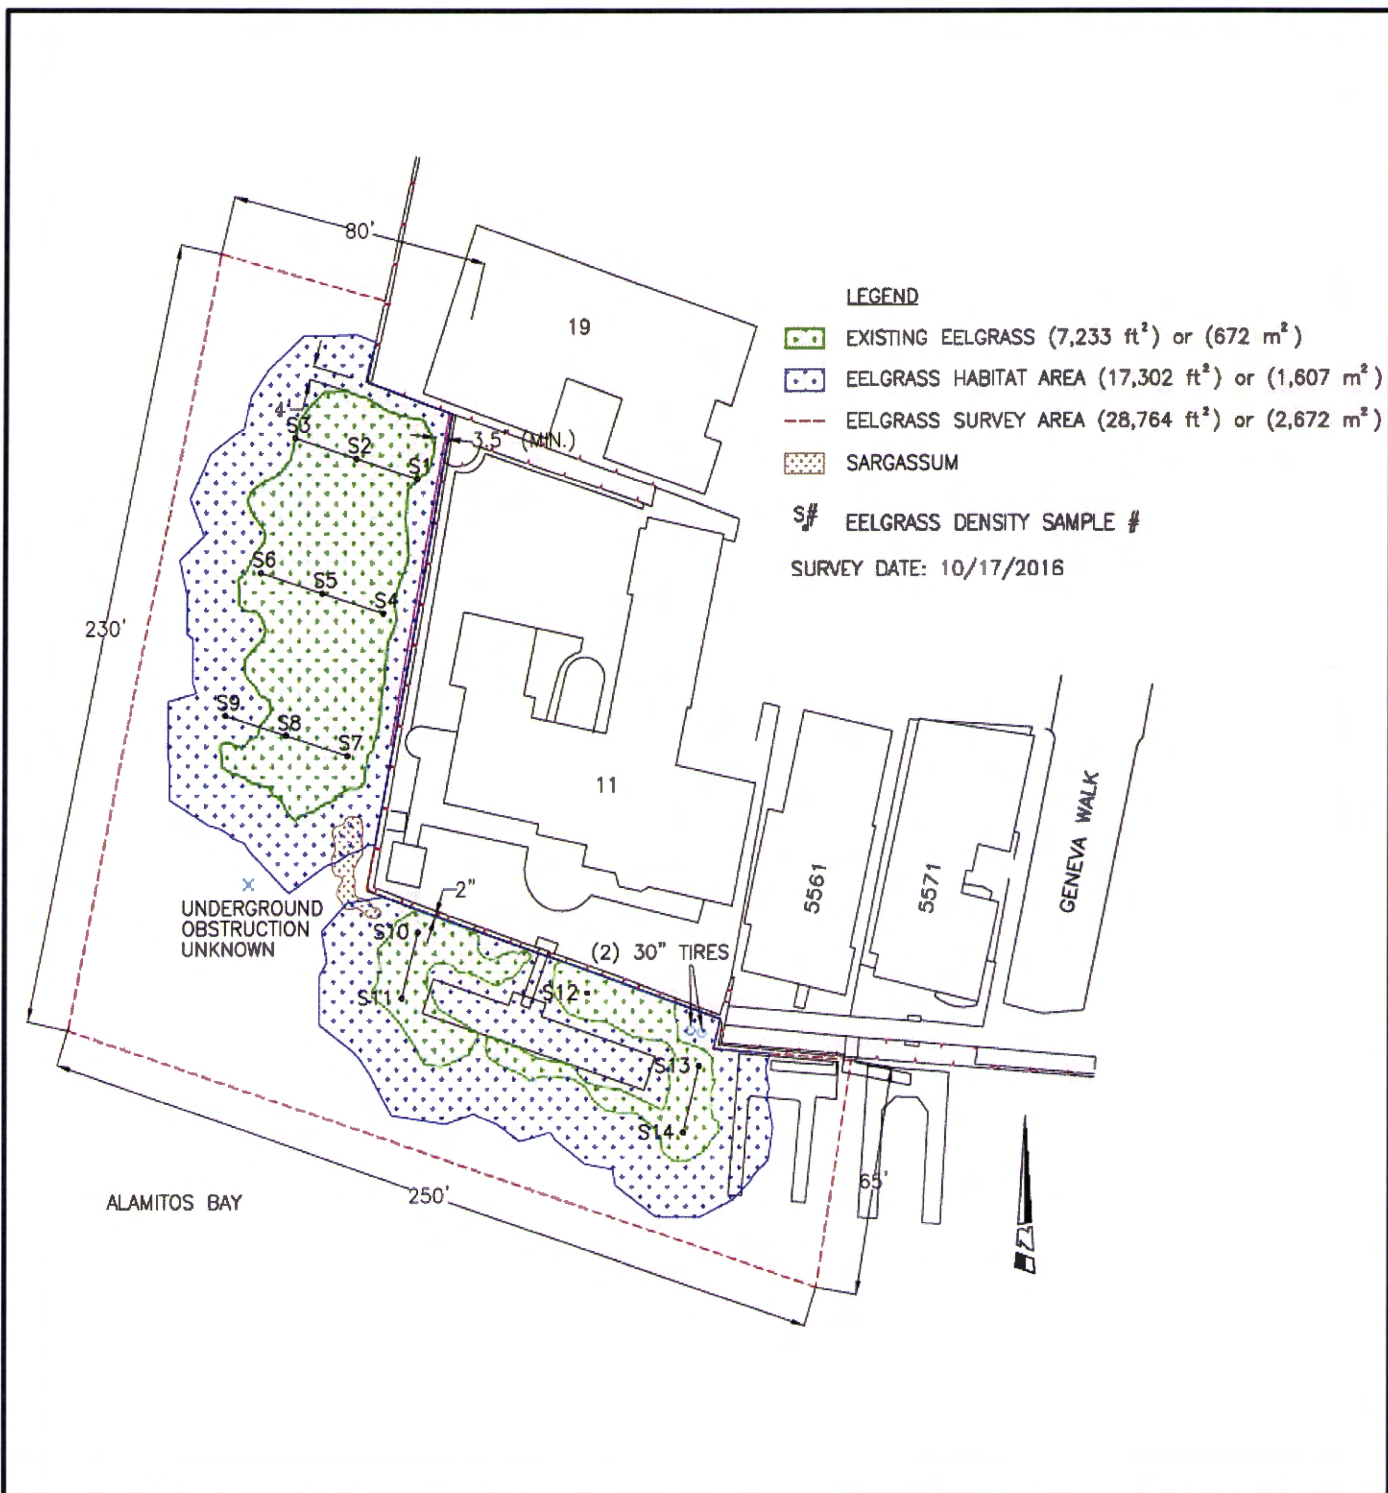 80'
19
LEGEND
EXISTING EELGRASS (7,233 ft²) or (672 m²)
EELGRASS HABITAT AREA (17,302 ft²) or (1,607 m²)
EELGRASS SURVEY AREA (28,764 ft²) or (2,672 m²)
SARGASSUM
S# EELGRASS DENSITY SAMPLE #
SURVEY DATE: 10/17/2016
4'
S3
S2
S1
3.5" (MIN.)
S6
S5
S4
230'
S9
S8
S7
11
5561
5571
GENEVA WALK
UNDERGROUND
OBSTRUCTION
UNKNOWN
2"
S10
(2) 30" TIRES
S11
S12
S13
S14
65'
250'
ALAMITOS BAY
N